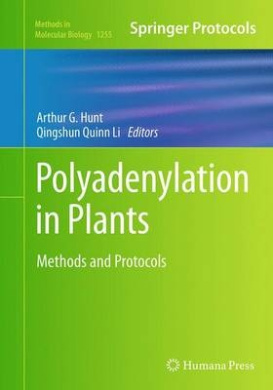 Methods in
Molecular Biology 1255
Springer Protocols
Arthur G. Hunt
Qingshun Quinn Li Editors
Polyadenylation
in Plants
Methods and Protocols
Humana Press